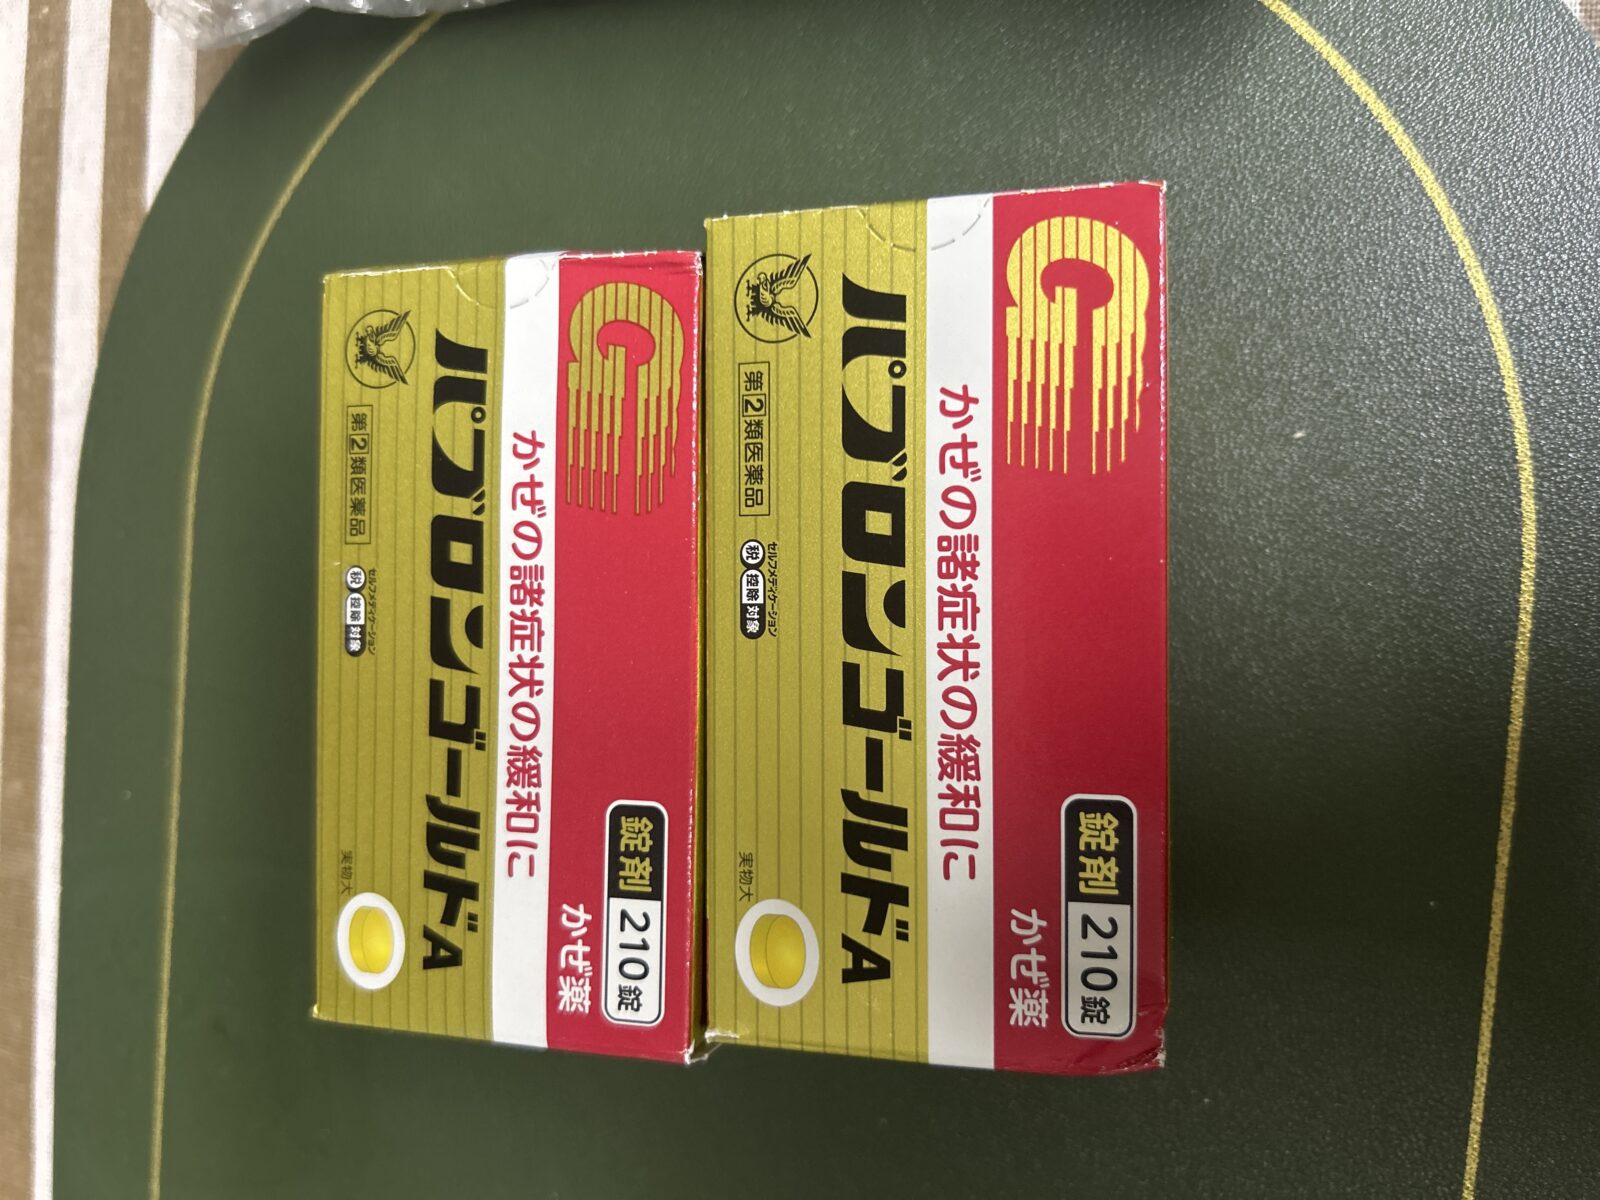 パブロンゴールドA
第②類医薬品
セルフメディケーション
税 控除 対象
実物大
かぜの諸症状の緩和に
G
錠剤 210錠
かぜ薬
パブロンゴールドA
第②類医薬品
セルフメディケーション
税 控除 対象
実物大
かぜの諸症状の緩和に
G
錠剤 210錠
かぜ薬